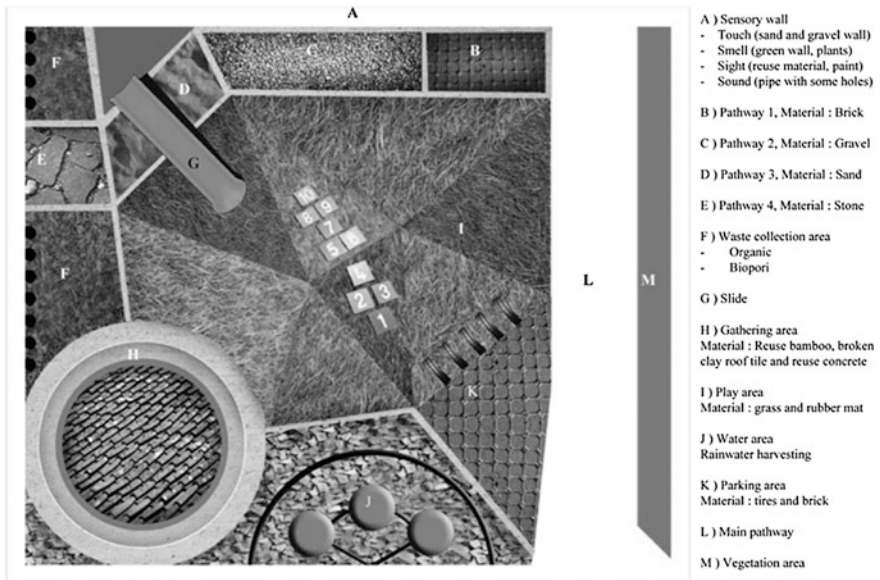 A
F
C
B
D
E
G
10
9
8
7
6
5
I
F
4
3
2
1
L
M
H
K
J
A ) Sensory wall
- Touch (sand and gravel wall)
- Smell (green wall, plants)
- Sight (reuse material, paint)
- Sound (pipe with some holes)
B ) Pathway 1, Material : Brick
C ) Pathway 2, Material : Gravel
D ) Pathway 3, Material : Sand
E ) Pathway 4, Material : Stone
F ) Waste collection area
- Organic
- Biopori
G ) Slide
H ) Gathering area
Material : Reuse bamboo, broken
clay roof tile and reuse concrete
I ) Play area
Material : grass and rubber mat
J ) Water area
Rainwater harvesting
K ) Parking area
Material : tires and brick
L ) Main pathway
M ) Vegetation area